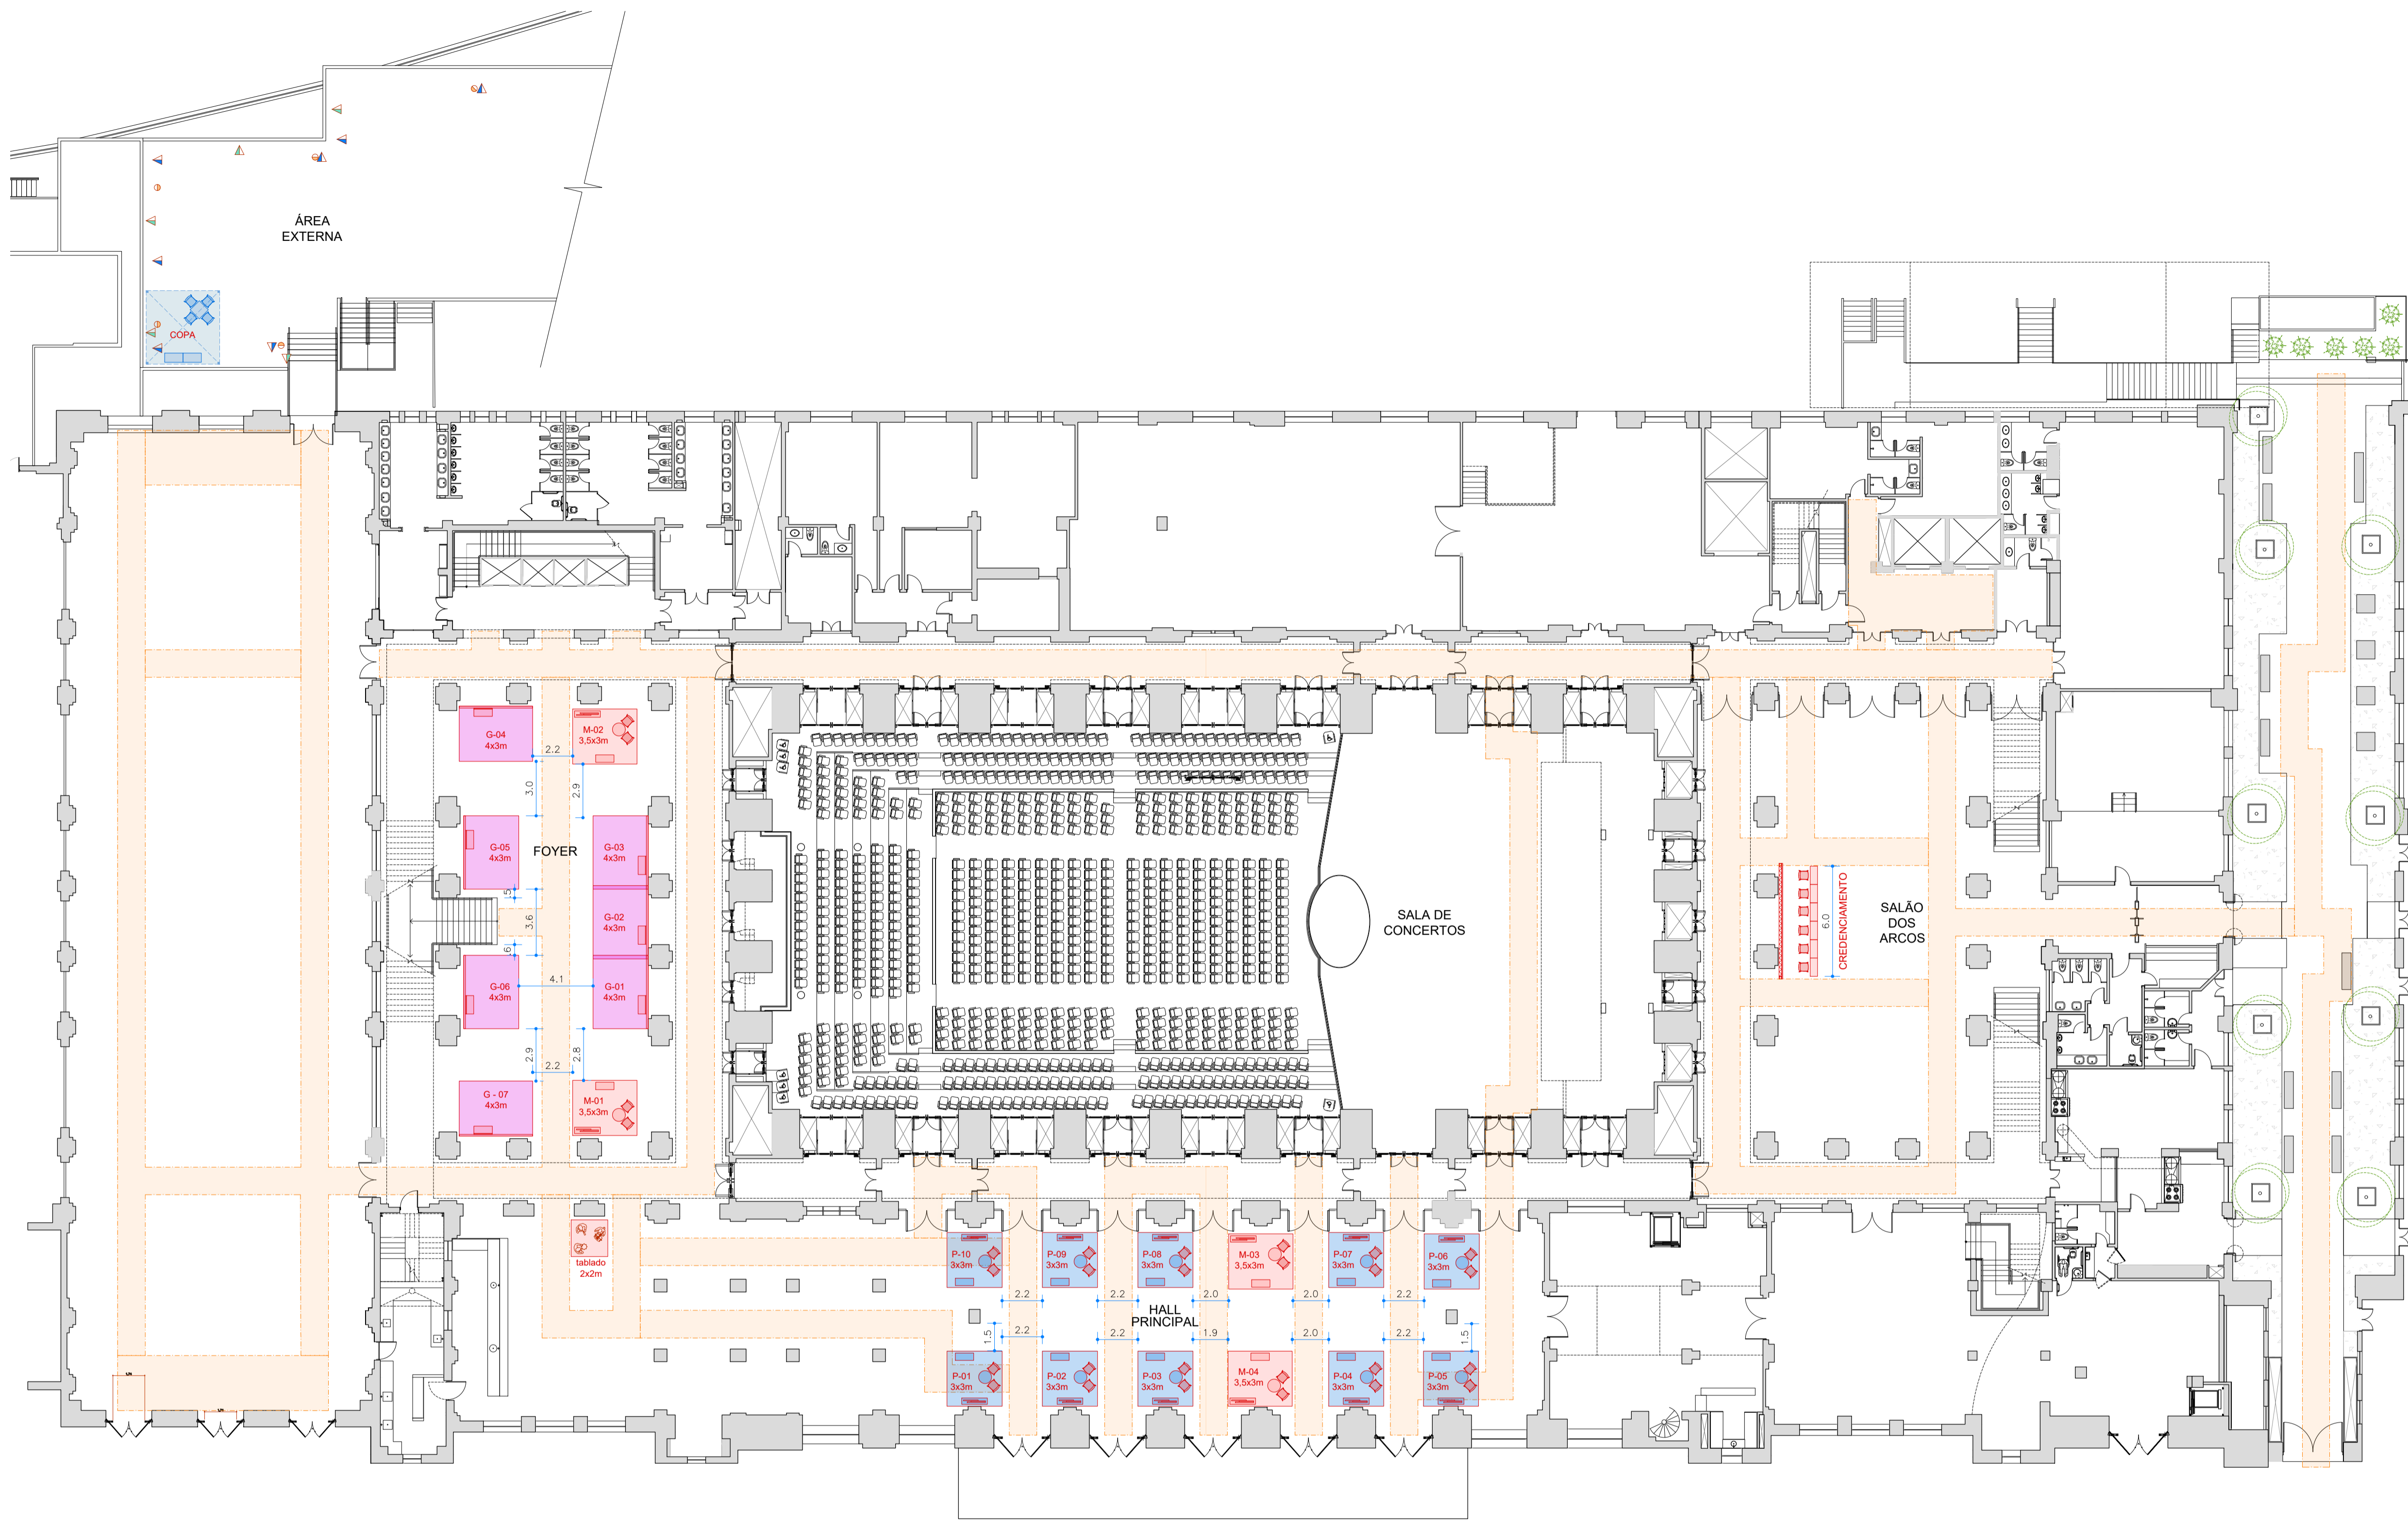 ÁREA
EXTERNA
COPA
G-04
4x3m
2.2
M-02
3,5x3m
3.0
2.9
G-05
4x3m
FOYER
G-03
4x3m
.5
3.6
G-02
4x3m
.6
G-06
4x3m
4.1
G-01
4x3m
2.9
2.8
2.2
G - 07
4x3m
M-01
3,5x3m
SALA DE
CONCERTOS
6.0
CREDENCIAMENTO
SALÃO
DOS
ARCOS
tablado
2x2m
P-10
3x3m
P-09
3x3m
P-08
3x3m
M-03
3,5x3m
P-07
3x3m
P-06
3x3m
2.2
2.2
2.0
2.0
2.2
HALL
PRINCIPAL
1.5
2.2
2.2
1.9
2.0
2.2
1.5
P-01
3x3m
P-02
3x3m
P-03
3x3m
M-04
3,5x3m
P-04
3x3m
P-05
3x3m